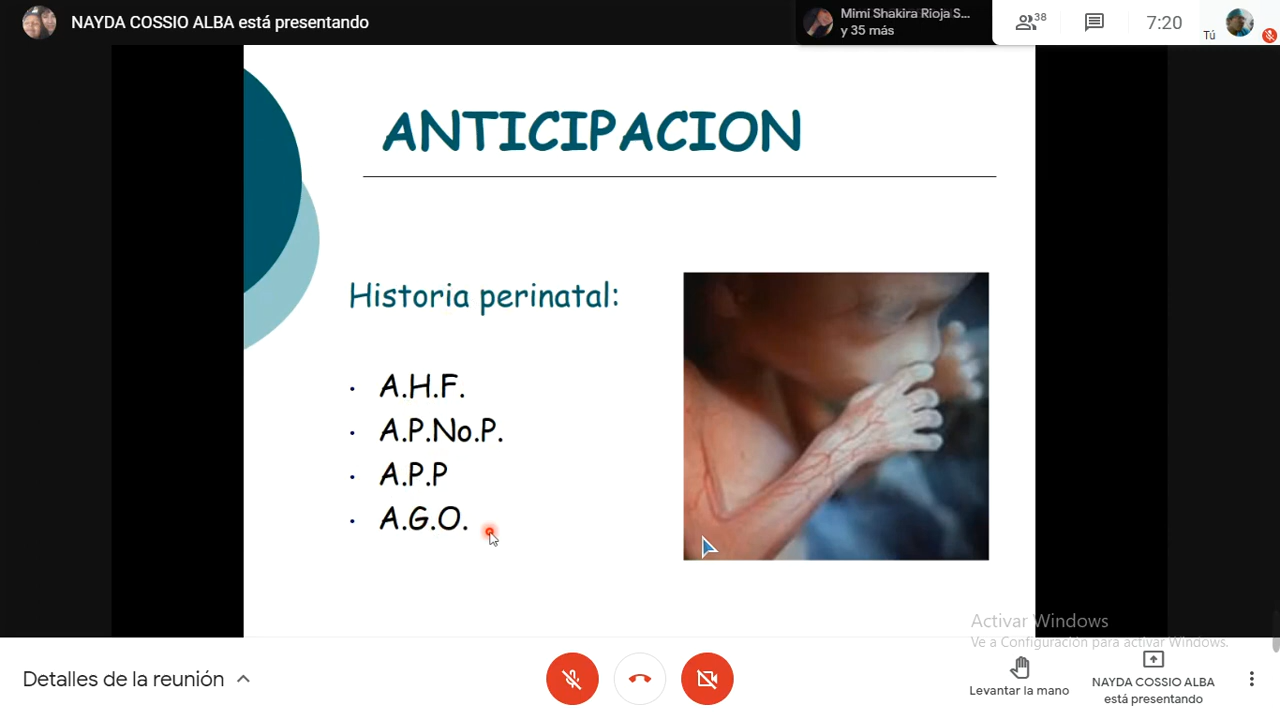 NAYDA COSSIO ALBA está presentando
Mimi Shakira Rioja S...
y 35 más
38
7:20
Tú
ANTICIPACION
Historia perinatal:
• A.H.F.
• A.P.No.P.
• A.P.P
• A.G.O.
Activar Windows
Ve a Configuración para activar Windows.
Detalles de la reunión
Levantar la mano
NAYDA COSSIO ALBA
está presentando